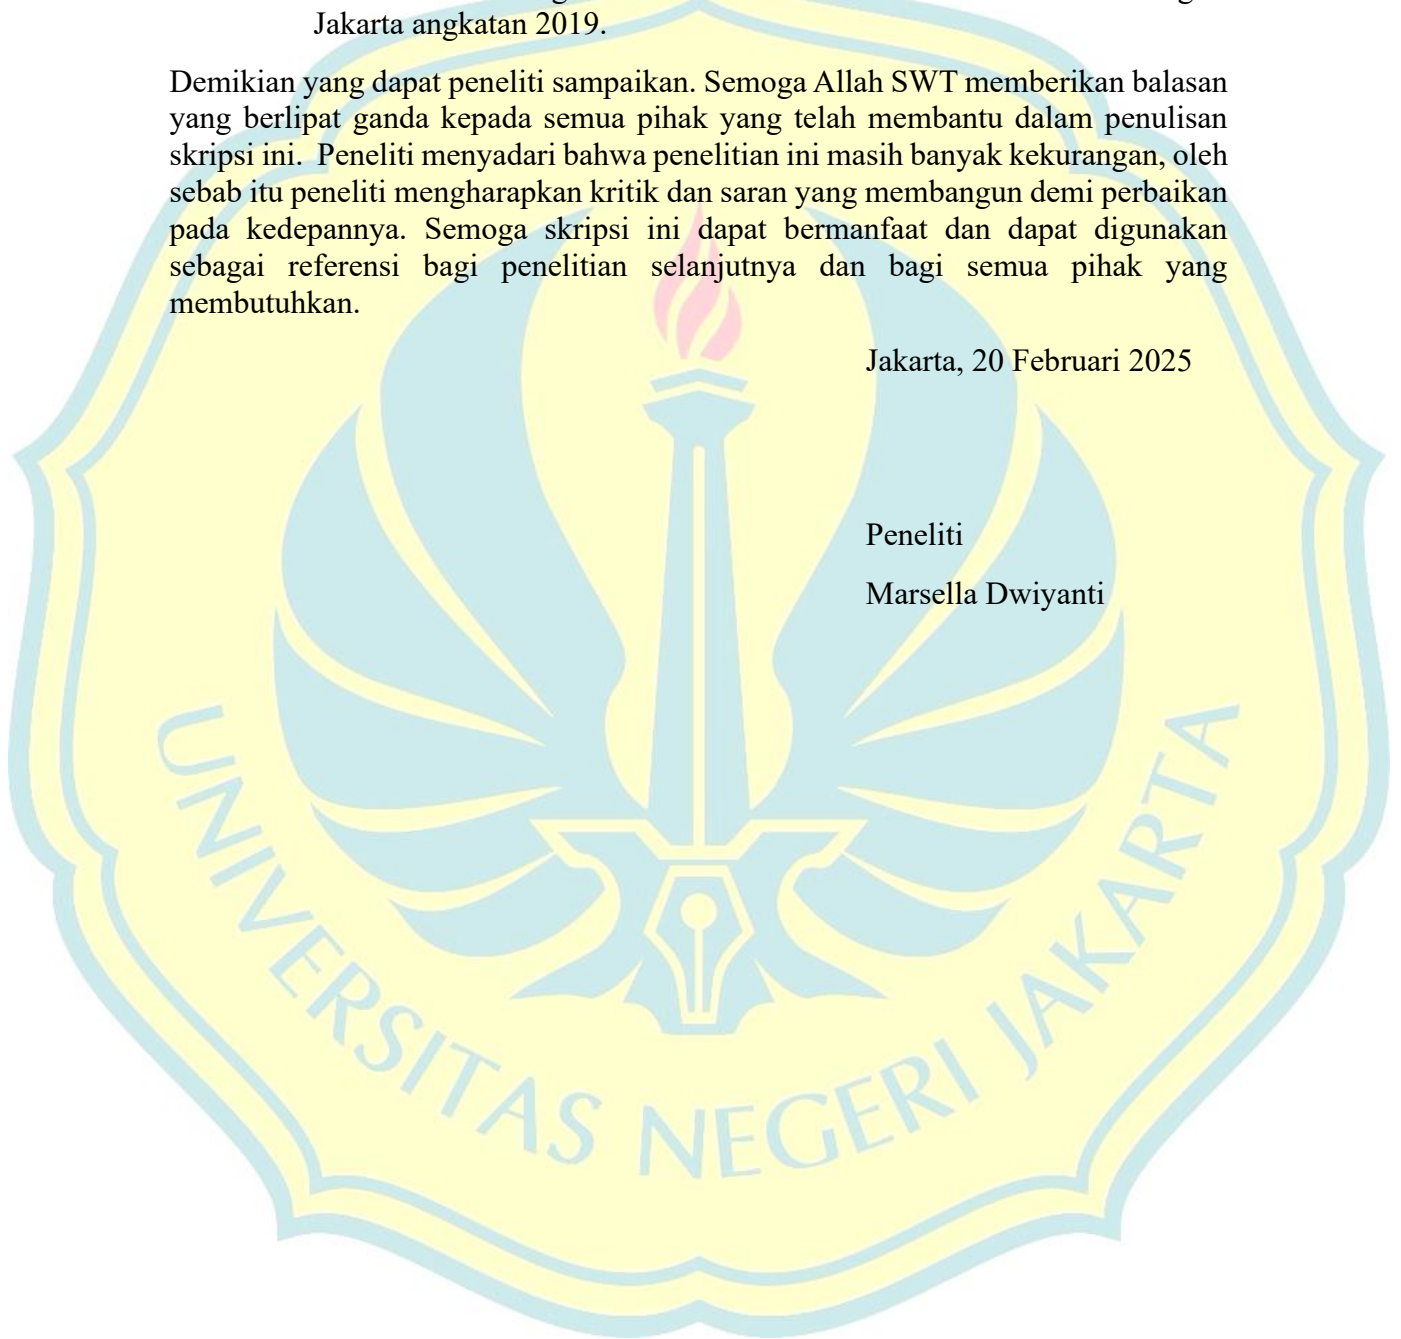 Jakarta angkatan 2019.
Demikian yang dapat peneliti sampaikan. Semoga Allah SWT memberikan balasan
yang berlipat ganda kepada semua pihak yang telah membantu dalam penulisan
skripsi ini. Peneliti menyadari bahwa penelitian ini masih banyak kekurangan, oleh
sebab itu peneliti mengharapkan kritik dan saran yang membangun demi perbaikan
pada kedepannya. Semoga skripsi ini dapat bermanfaat dan dapat digunakan
sebagai referensi bagi penelitian selanjutnya dan bagi semua pihak yang
membutuhkan.
Jakarta, 20 Februari 2025
Peneliti
Marsella Dwiyanti
UNIVERSITAS NEGERI JAKARTA